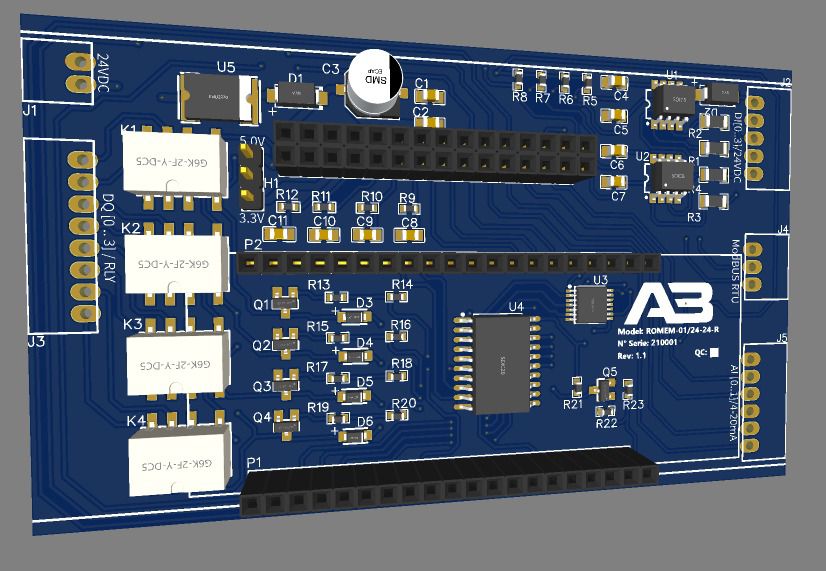 24VDC
J1
U5
D1
C3
SMD
ECAP
C1
C2
R8
R7
R6
R5
C4
C5
C6
C7
U1
U2
R2
R1
R3
DI[0..3]/24VDC
K1
G6K-2F-Y-DC5
5.0V
H1
3.3V
R12
R11
R10
R9
C11
C10
C9
C8
DQ[0..3] / RLY
J3
K2
G6K-2F-Y-DC5
P2
J4
ModBUS RTU
Q1
R13
D3
R14
U4
U3
AB
Model: ROMEM-01/24-24-R
N° Serie: 210001
Rev: 1.1
QC:
K3
G6K-2F-Y-DC5
Q2
R15
D4
R16
J5
AI [0..1]/4-20mA
Q3
R17
D5
R18
Q5
R21
R23
R22
K4
G6K-2F-Y-DC5
Q4
R19
D6
R20
P1